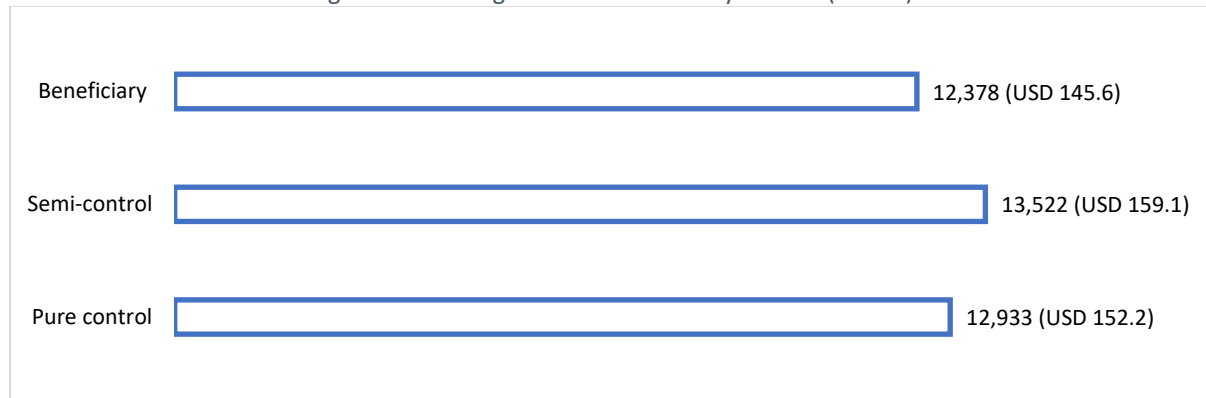 Beneficiary 12,378 (USD 145.6)
Semi-control 13,522 (USD 159.1)
Pure control 12,933 (USD 152.2)